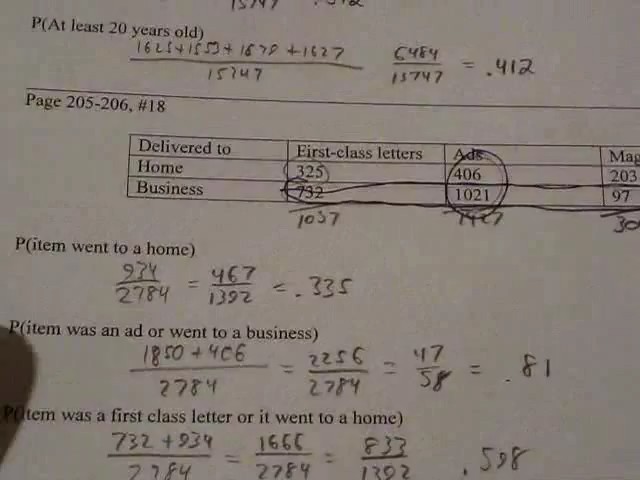 15747
P(At least 20 years old)
1625+1553+1679+1627 / 15747 6484/15747 = .412
Page 205-206, #18
Delivered to First-class letters Ads Mag
Home 325 406 203
Business 732 1021 97
1057 1427 30
P(item went to a home)
934/2784 = 467/1392 = .335
P(item was an ad or went to a business)
1850 + 406 / 2784 = 2256/2784 = 47/58 = .81
P(item was a first class letter or it went to a home)
732 + 934 / 2784 = 1666/2784 = 833/1392 .598